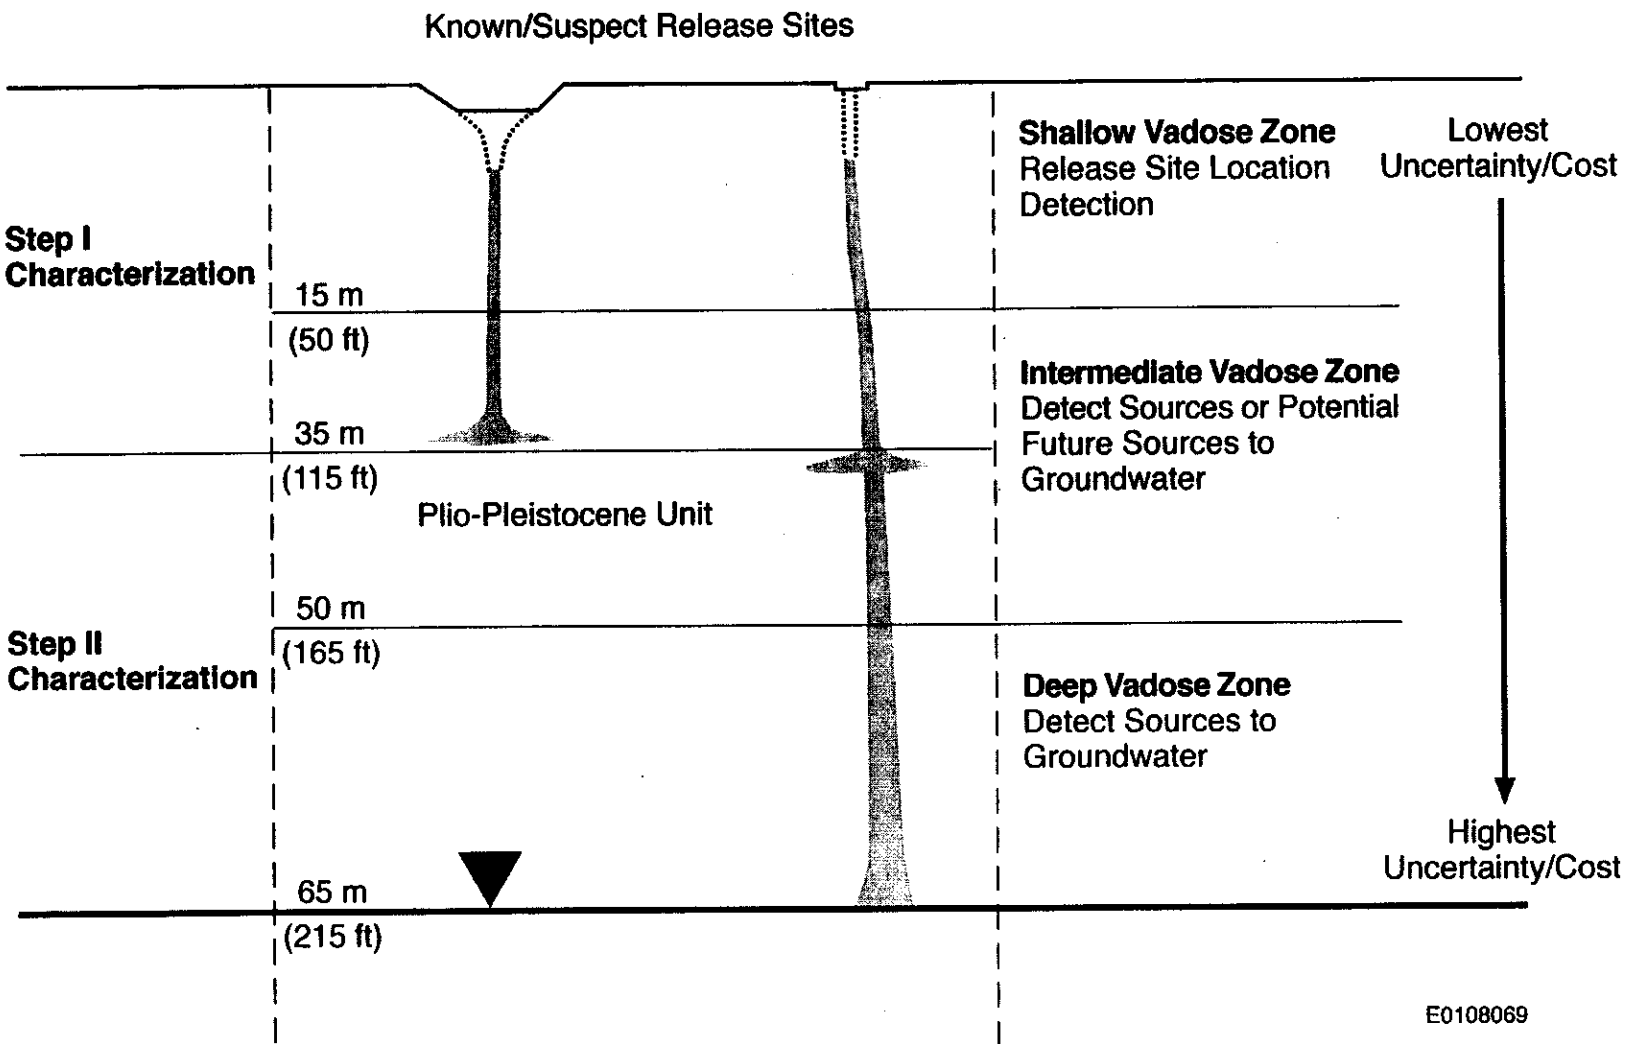 Known/Suspect Release Sites
Shallow Vadose Zone
Release Site Location
Detection
Lowest
Uncertainty/Cost
Step I
Characterization
15 m
(50 ft)
Intermediate Vadose Zone
Detect Sources or Potential
Future Sources to
Groundwater
35 m
(115 ft)
Plio-Pleistocene Unit
50 m
(165 ft)
Step II
Characterization
Deep Vadose Zone
Detect Sources to
Groundwater
Highest
Uncertainty/Cost
65 m
(215 ft)
E0108069